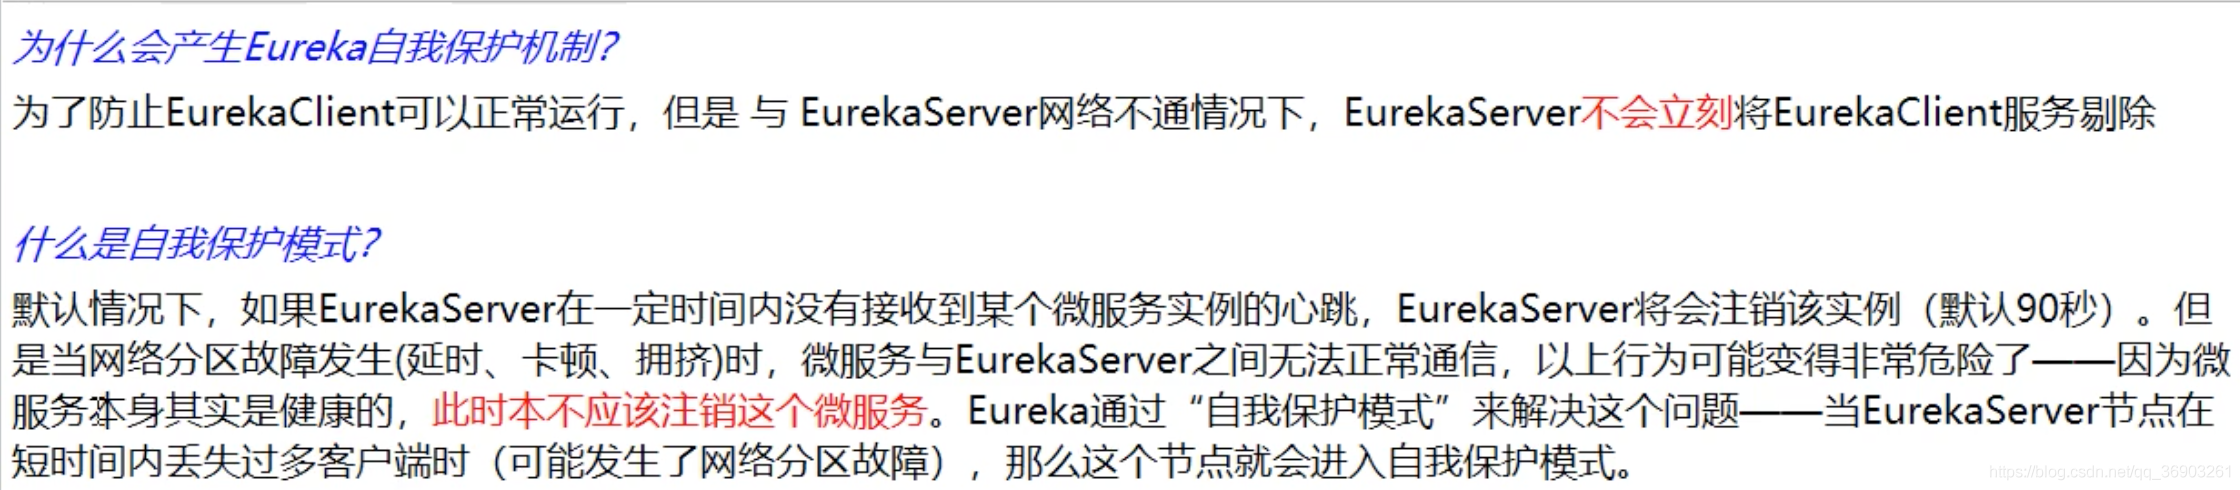 为什么会产生Eureka自我保护机制？
为了防止EurekaClient可以正常运行，但是 与 EurekaServer网络不通情况下，EurekaServer不会立刻将EurekaClient服务剔除
什么是自我保护模式？
默认情况下，如果EurekaServer在一定时间内没有接收到某个微服务实例的心跳，EurekaServer将会注销该实例（默认90秒）。但
是当网络分区故障发生(延时、卡顿、拥挤)时，微服务与EurekaServer之间无法正常通信，以上行为可能变得非常危险了——因为微
服务本身其实是健康的，此时本不应该注销这个微服务。Eureka通过“自我保护模式”来解决这个问题——当EurekaServer节点在
短时间内丢失过多客户端时（可能发生了网络分区故障），那么这个节点就会进入自我保护模式。
https://blog.csdn.net/qq_36903261